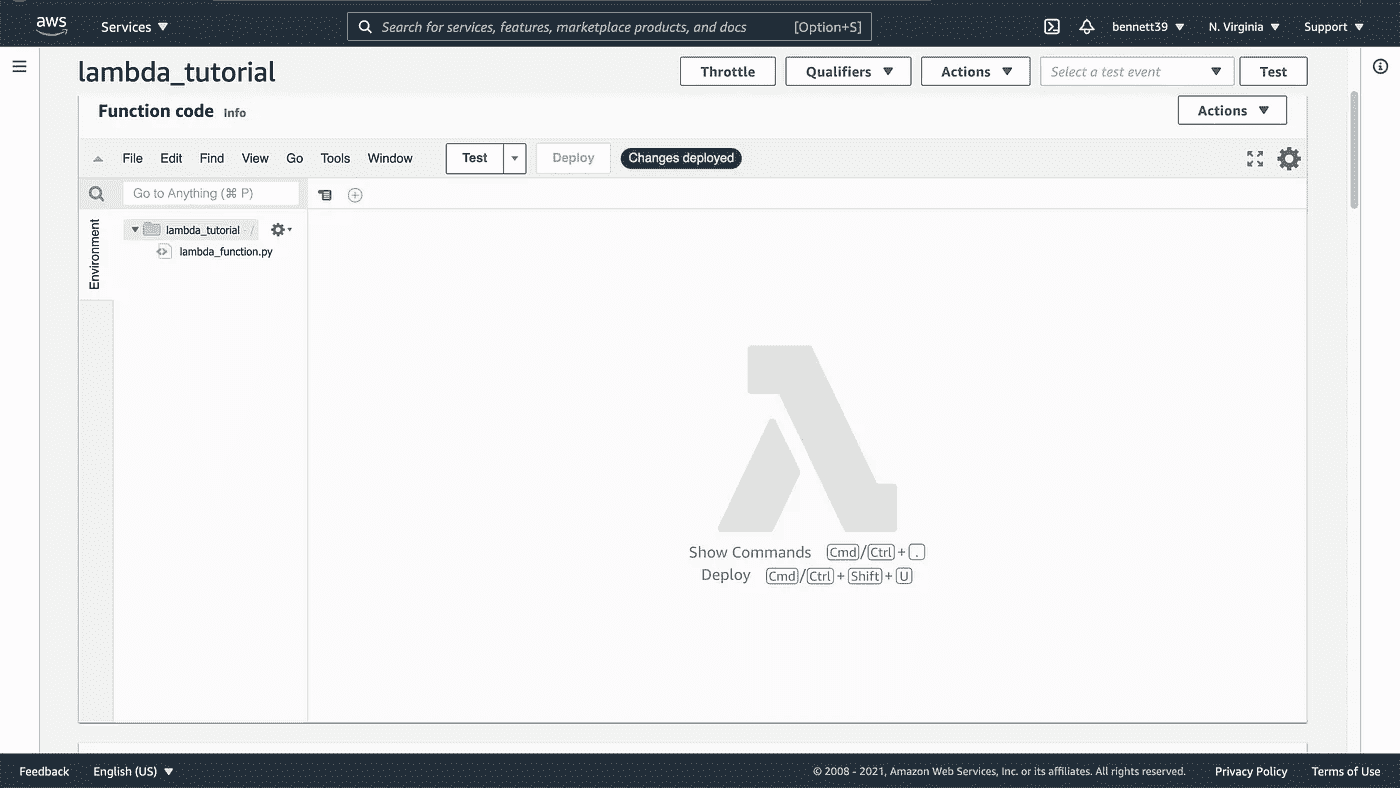 aws Services Search for services, features, marketplace products, and docs [Option+S] bennett39 N. Virginia Support
lambda_tutorial Throttle Qualifiers Actions Select a test event Test
Function code Info Actions
File Edit Find View Go Tools Window Test Deploy Changes deployed
Go to Anything (⌘ P)
Environment
lambda_tutorial - /
lambda_function.py
Show Commands Cmd/Ctrl + .
Deploy Cmd/Ctrl + Shift + U
Feedback English (US) © 2008 - 2021, Amazon Web Services, Inc. or its affiliates. All rights reserved. Privacy Policy Terms of Use